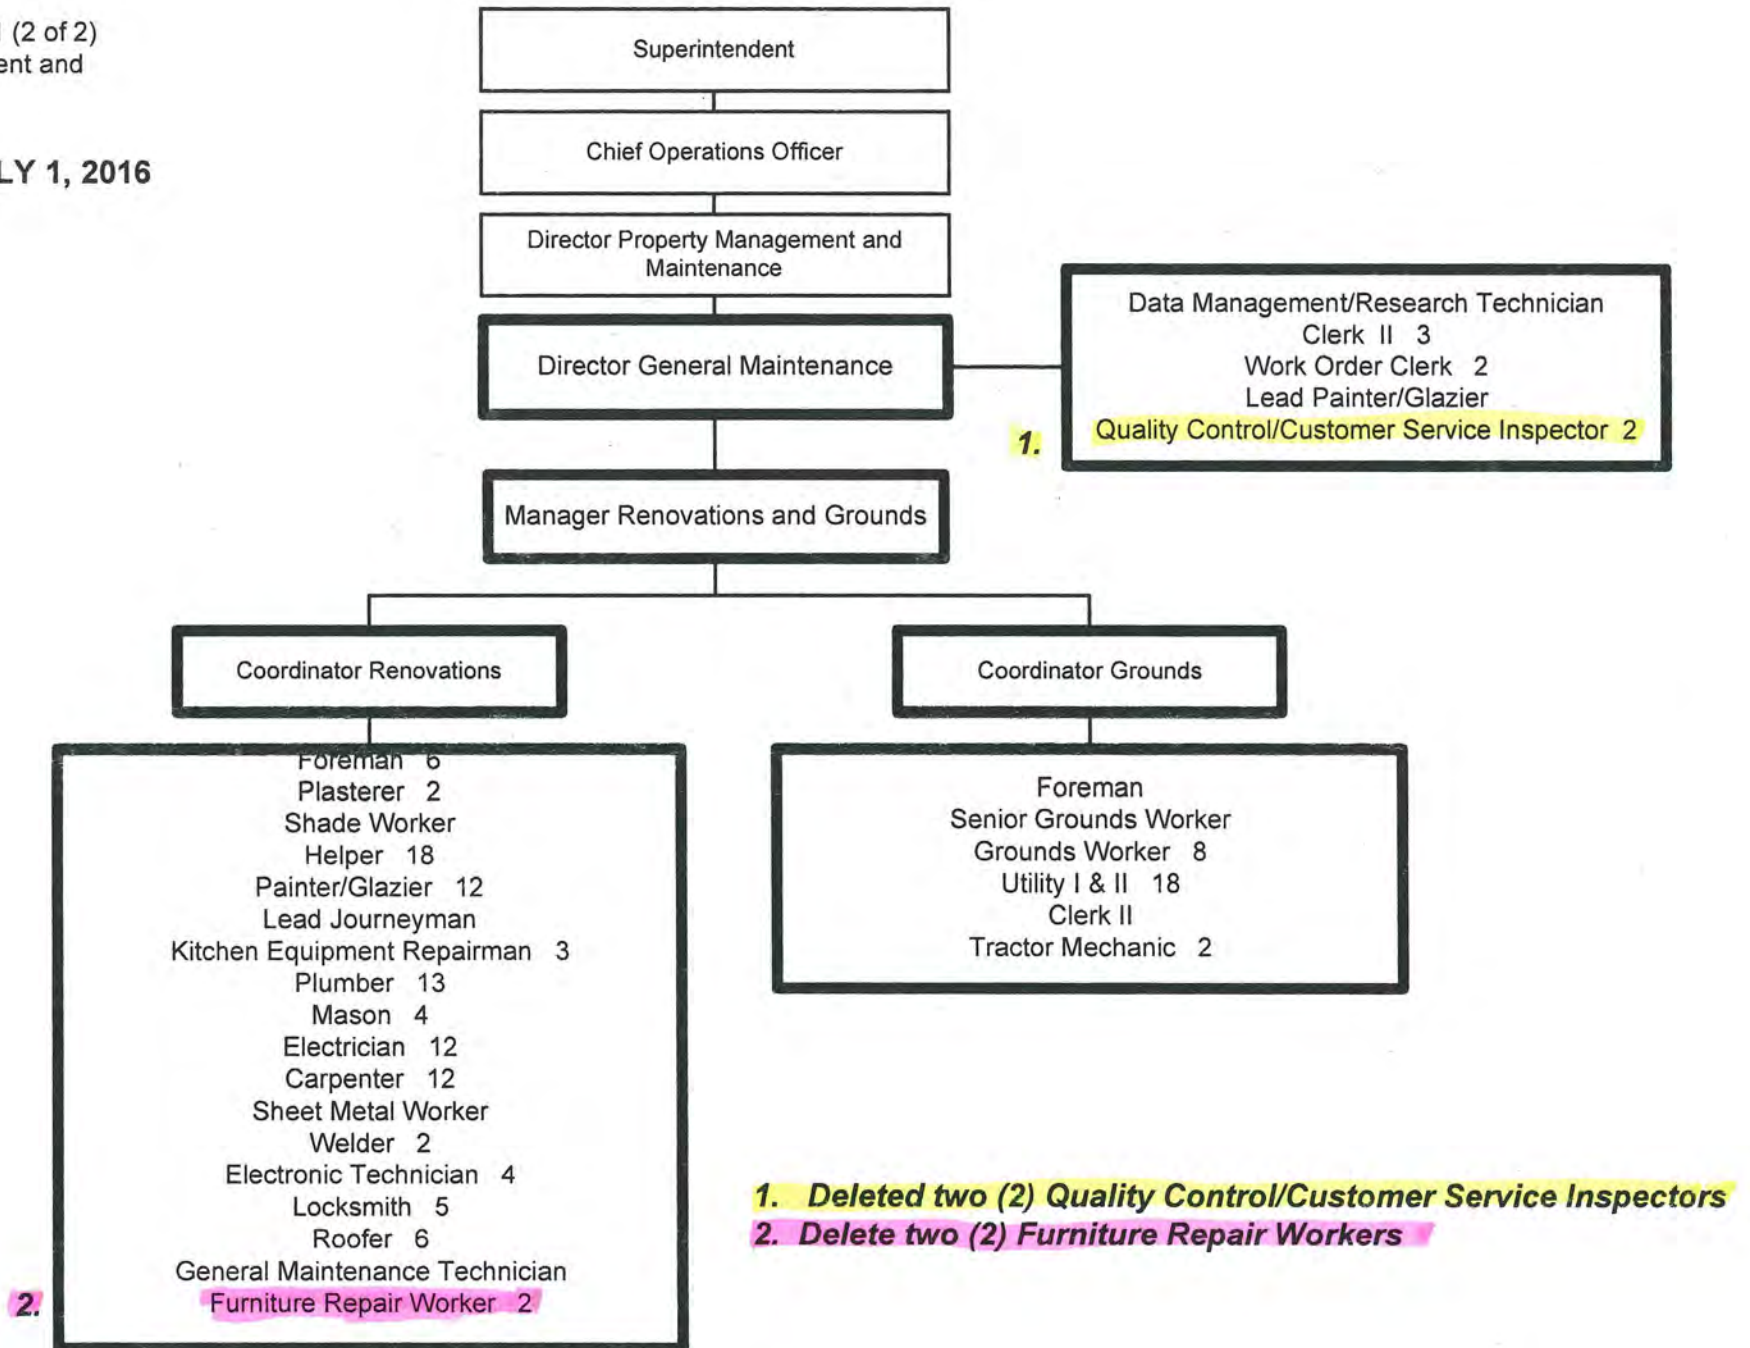 (2 of 2)
ent and
LY 1, 2016
Superintendent
Chief Operations Officer
Director Property Management and
Maintenance
Director General Maintenance
Data Management/Research Technician
Clerk II 3
Work Order Clerk 2
Lead Painter/Glazier
1. Quality Control/Customer Service Inspector 2
Manager Renovations and Grounds
Coordinator Renovations
Coordinator Grounds
Foreman 6
Plasterer 2
Shade Worker
Helper 18
Painter/Glazier 12
Lead Journeyman
Kitchen Equipment Repairman 3
Plumber 13
Mason 4
Electrician 12
Carpenter 12
Sheet Metal Worker
Welder 2
Electronic Technician 4
Locksmith 5
Roofer 6
General Maintenance Technician
2. Furniture Repair Worker 2
Foreman
Senior Grounds Worker
Grounds Worker 8
Utility I & II 18
Clerk II
Tractor Mechanic 2
1. Deleted two (2) Quality Control/Customer Service Inspectors
2. Delete two (2) Furniture Repair Workers